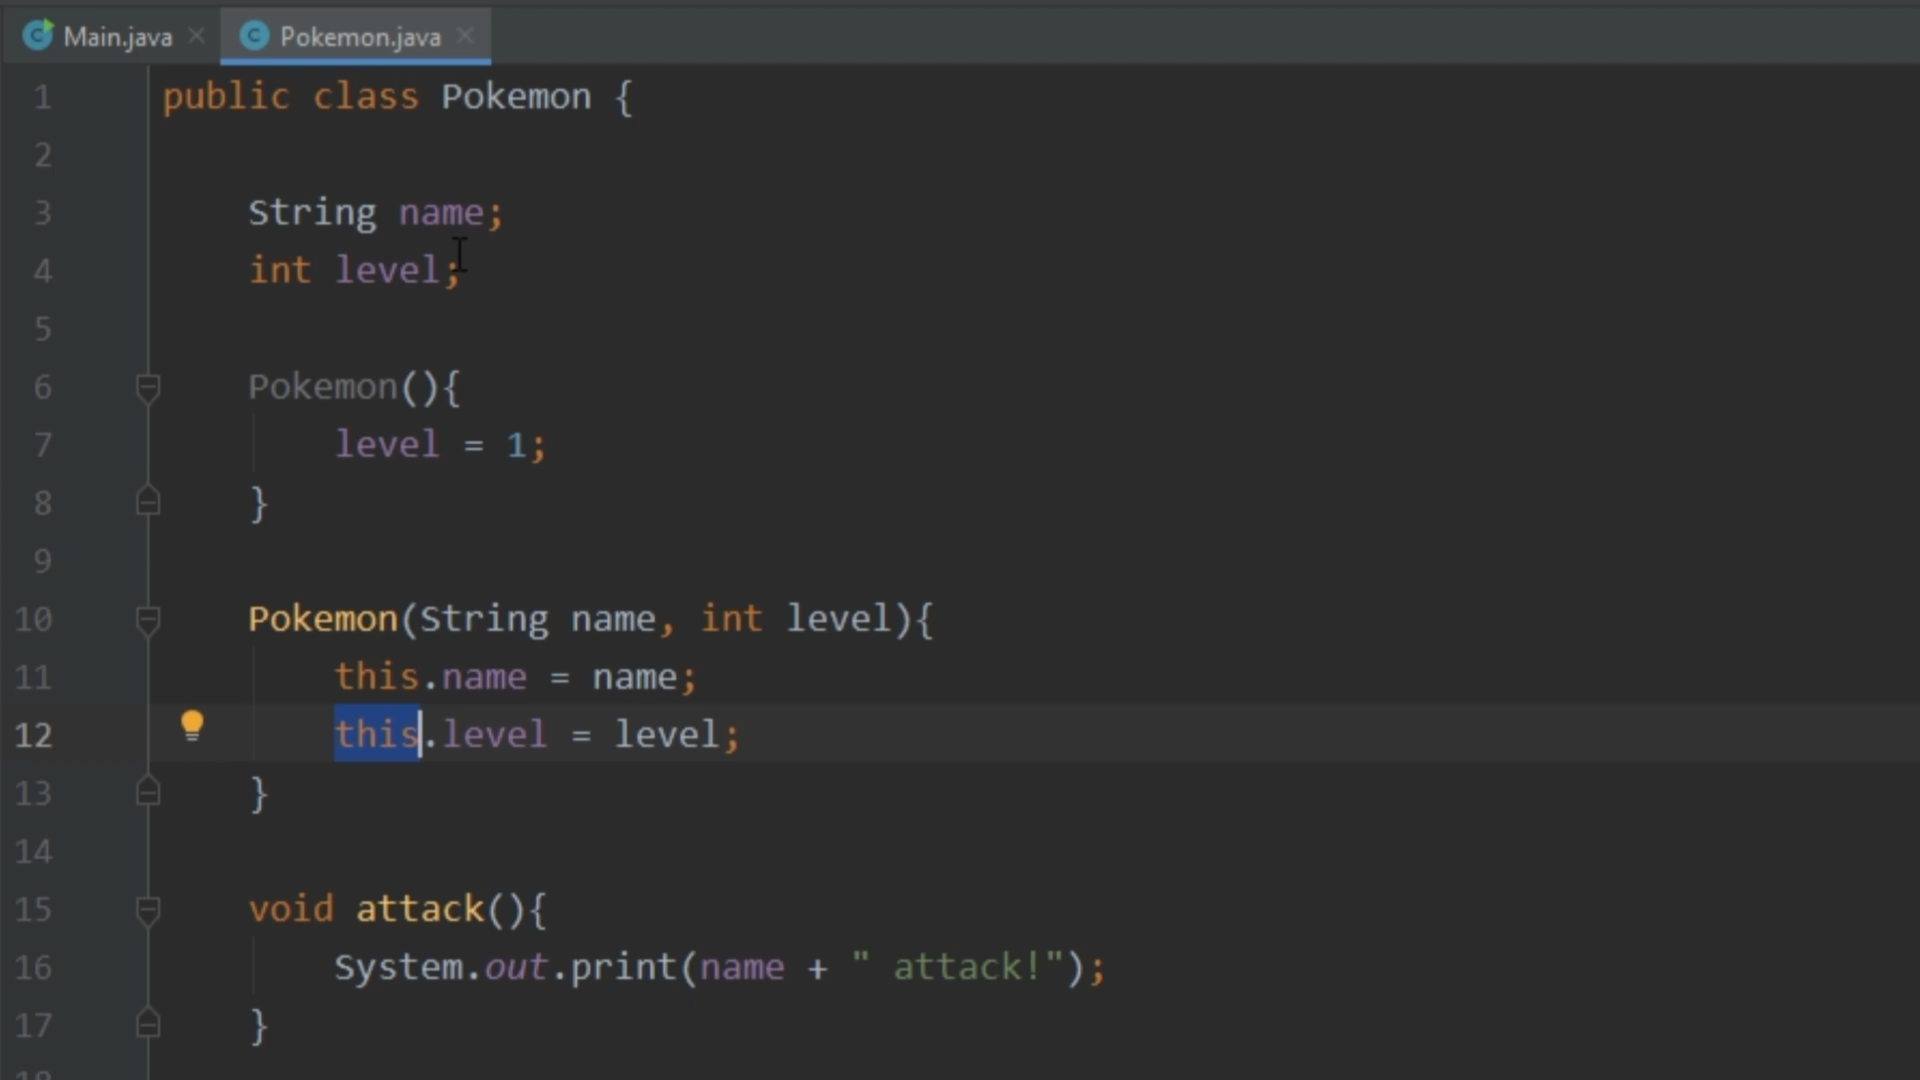 Main.java Pokemon.java
1 public class Pokemon {
2
3 String name;
4 int level;
5
6 Pokemon(){
7 level = 1;
8 }
9
10 Pokemon(String name, int level){
11 this.name = name;
12 this.level = level;
13 }
14
15 void attack(){
16 System.out.print(name + " attack!");
17 }
18